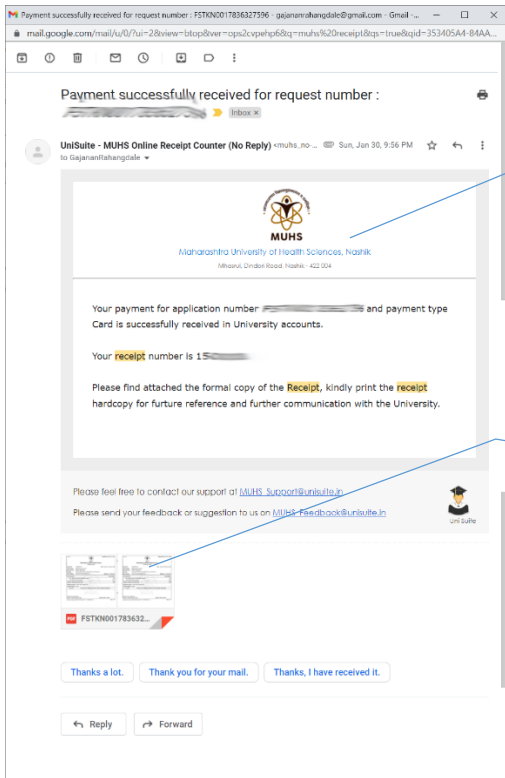 Payment successfully received for request number : FSTKN0017836327596 - gajananrahangdale@gmail.com - Gmail -...
mail.google.com/mail/u/0/?ui=2&view=btop&ver=ops2cvpehp6&q=muhs%20receipt&qs=true&qid=353405A4-84AA...
Payment successfully received for request number :
Inbox ×
UniSuite - MUHS Online Receipt Counter (No Reply) <muhs_no-... Sun, Jan 30, 9:56 PM
to GajananRahangdale
MUHS
Maharashtra University of Health Sciences, Nashik
Mhasrul, Dindori Road, Nashik - 422 004
Your payment for application number and payment type
Card is successfully received in University accounts.
Your receipt number is 15
Please find attached the formal copy of the Receipt, kindly print the receipt
hardcopy for furture reference and further communication with the University.
Please feel free to contact our support at MUHS_Support@unisuite.in
Please send your feedback or suggestion to us on MUHS_Feedback@unisuite.in
Uni Suite
PDF FSTKN001783632...
Thanks a lot.
Thank you for your mail.
Thanks, I have received it.
Reply
Forward